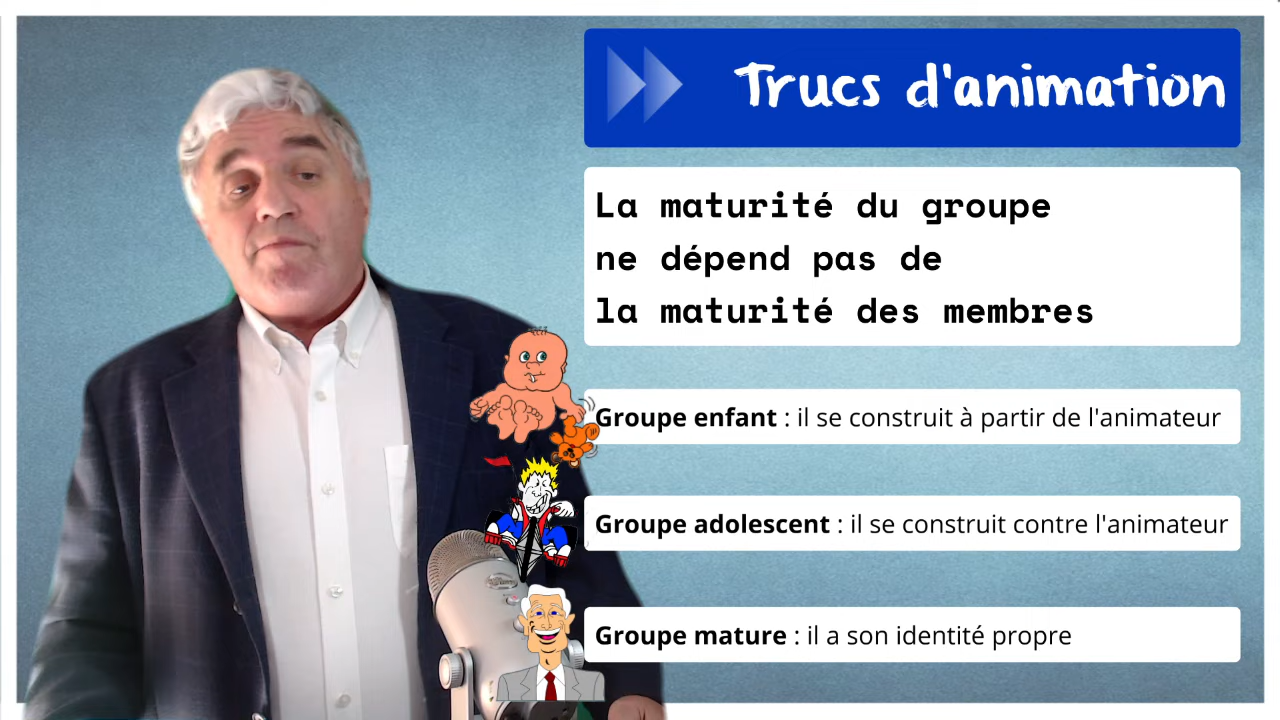 Trucs d'animation
La maturité du groupe
ne dépend pas de
la maturité des membres
Groupe enfant : il se construit à partir de l'animateur
Groupe adolescent : il se construit contre l'animateur
Groupe mature : il a son identité propre